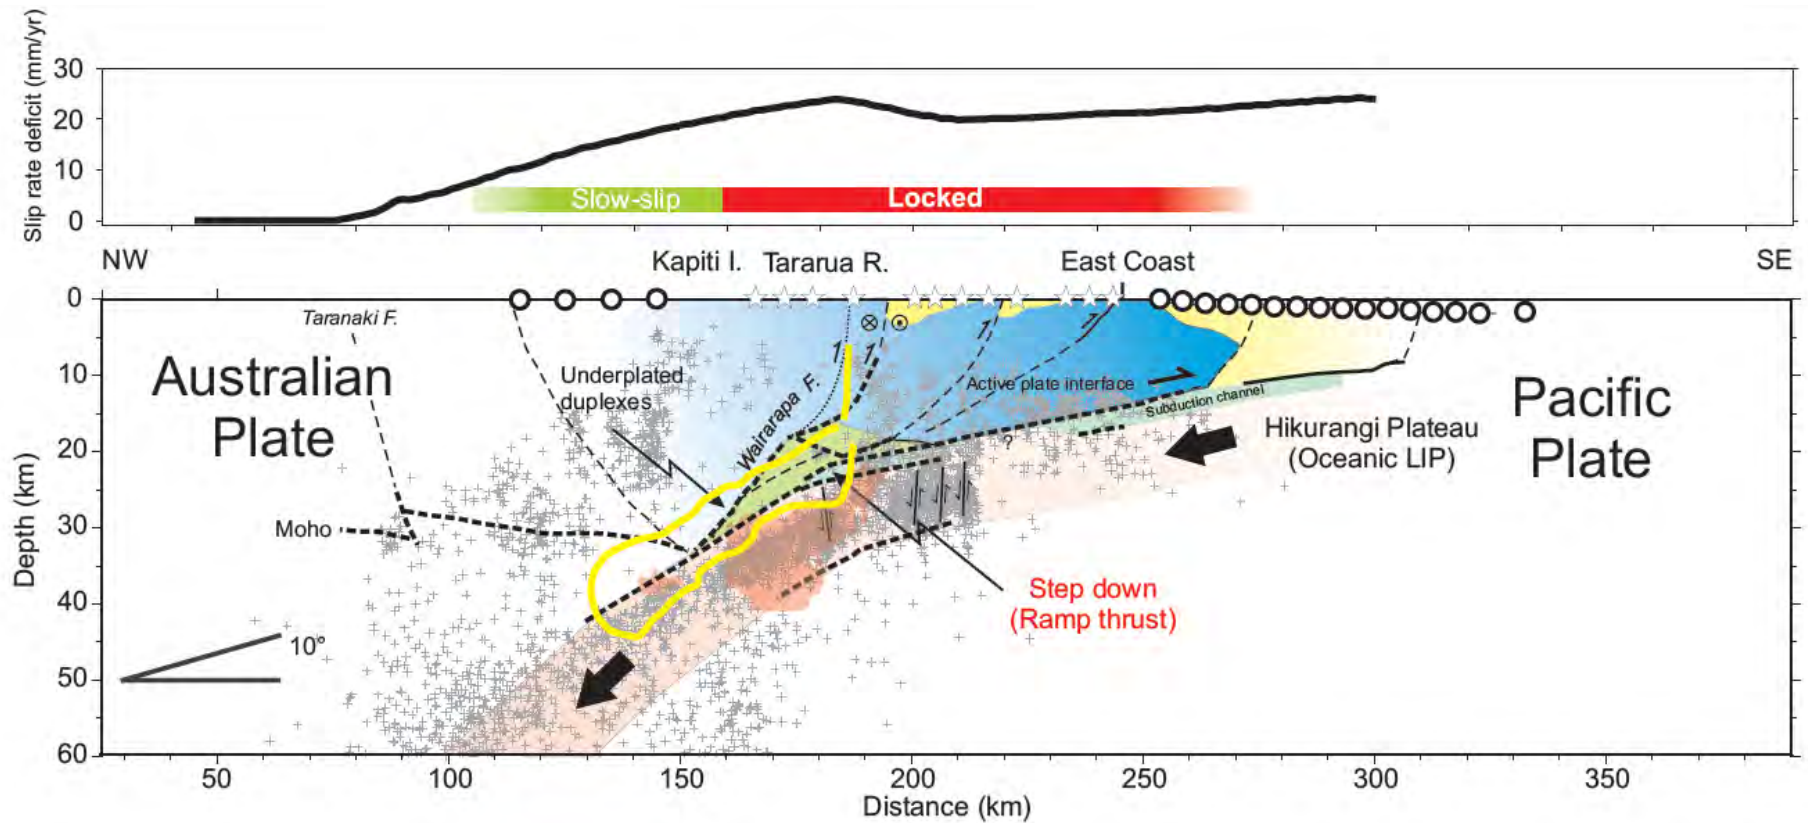 Slip rate deficit (mm/yr)
30
20
10
0
Slow-slip
Locked
NW
Kapiti I.
Tararua R.
East Coast
SE
0
10
20
30
40
50
60
Depth (km)
Taranaki F.
Australian
Plate
Underplated
duplexes
Wairarapa F.
Active plate interface
Subduction channel
?
Hikurangi Plateau
(Oceanic LIP)
Pacific
Plate
Moho
Step down
(Ramp thrust)
10°
50
100
150
200
250
300
350
Distance (km)